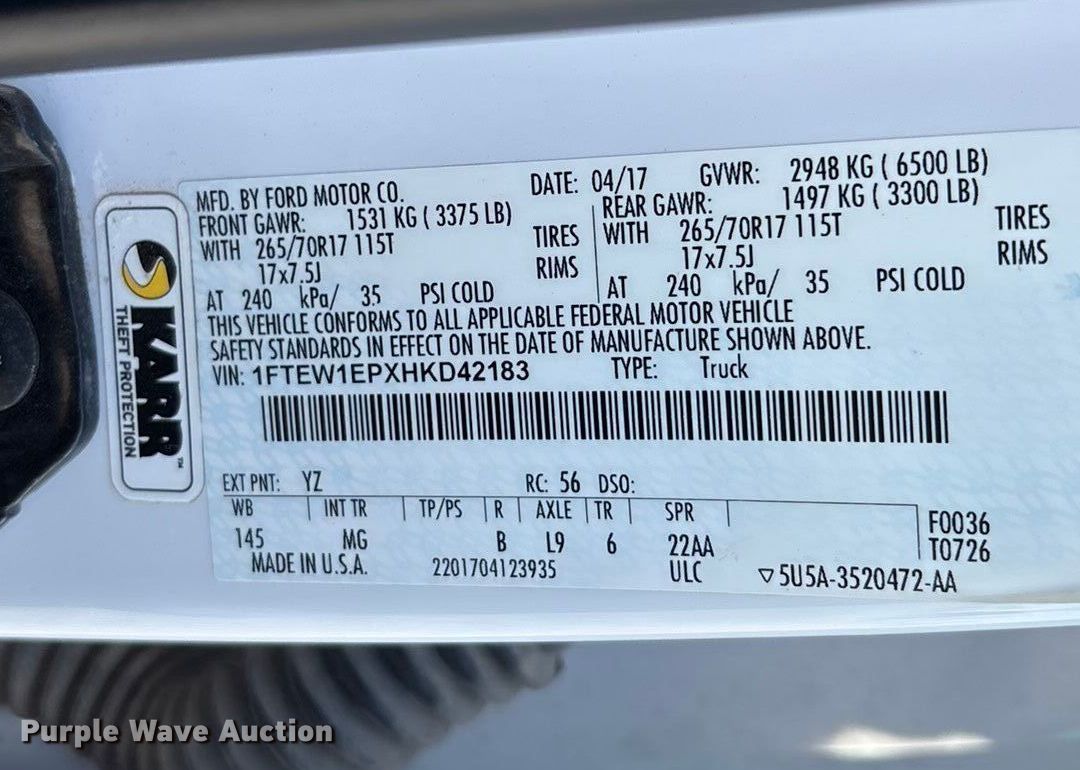 MFD. BY FORD MOTOR CO. DATE: 04/17 GVWR: 2948 KG ( 6500 LB)
FRONT GAWR: 1531 KG ( 3375 LB) REAR GAWR: 1497 KG ( 3300 LB)
WITH 265/70R17 115T TIRES WITH 265/70R17 115T TIRES
17x7.5J RIMS 17x7.5J RIMS
AT 240 kPa/ 35 PSI COLD AT 240 kPa/ 35 PSI COLD
THIS VEHICLE CONFORMS TO ALL APPLICABLE FEDERAL MOTOR VEHICLE
SAFETY STANDARDS IN EFFECT ON THE DATE OF MANUFACTURE SHOWN ABOVE.
VIN: 1FTEW1EPXHKD42183 TYPE: Truck
EXT PNT: YZ RC: 56 DSO:
WB INT TR TP/PS R AXLE TR SPR F0036
145 MG B L9 6 22AA T0726
MADE IN U.S.A. 2201704123935 ULC ▽5U5A-3520472-AA
KARR™
THEFT PROTECTION
Purple Wave Auction